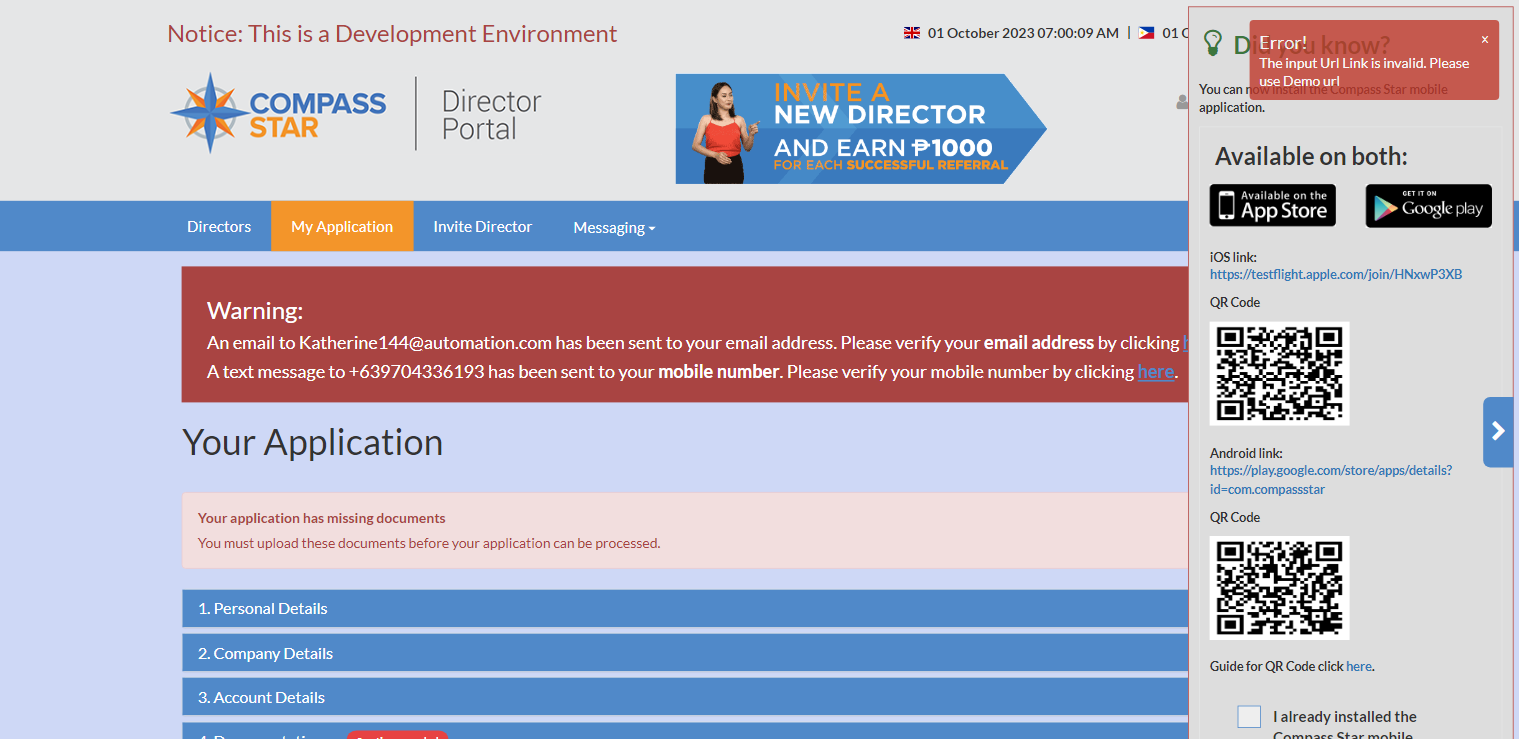 Notice: This is a Development Environment
01 October 2023 07:00:09 AM | 01 O
COMPASS
STAR
Director
Portal
INVITE A
NEW DIRECTOR
AND EARN ₱1000
FOR EACH SUCCESSFUL REFERRAL
Directors
My Application
Invite Director
Messaging
Warning:
An email to Katherine144@automation.com has been sent to your email address. Please verify your email address by clicking
A text message to +639704336193 has been sent to your mobile number. Please verify your mobile number by clicking here.
Your Application
Your application has missing documents
You must upload these documents before your application can be processed.
1. Personal Details
2. Company Details
3. Account Details
Did you know?
Error!
x
The input Url Link is invalid. Please
use Demo url
You can now install the Compass Star mobile
application.
Available on both:
Available on the
App Store
GET IT ON
Google play
iOS link:
https://testflight.apple.com/join/HNxwP3XB
QR Code
Android link:
https://play.google.com/store/apps/details?
id=com.compassstar
QR Code
Guide for QR Code click here.
I already installed the
Compass Star mobile